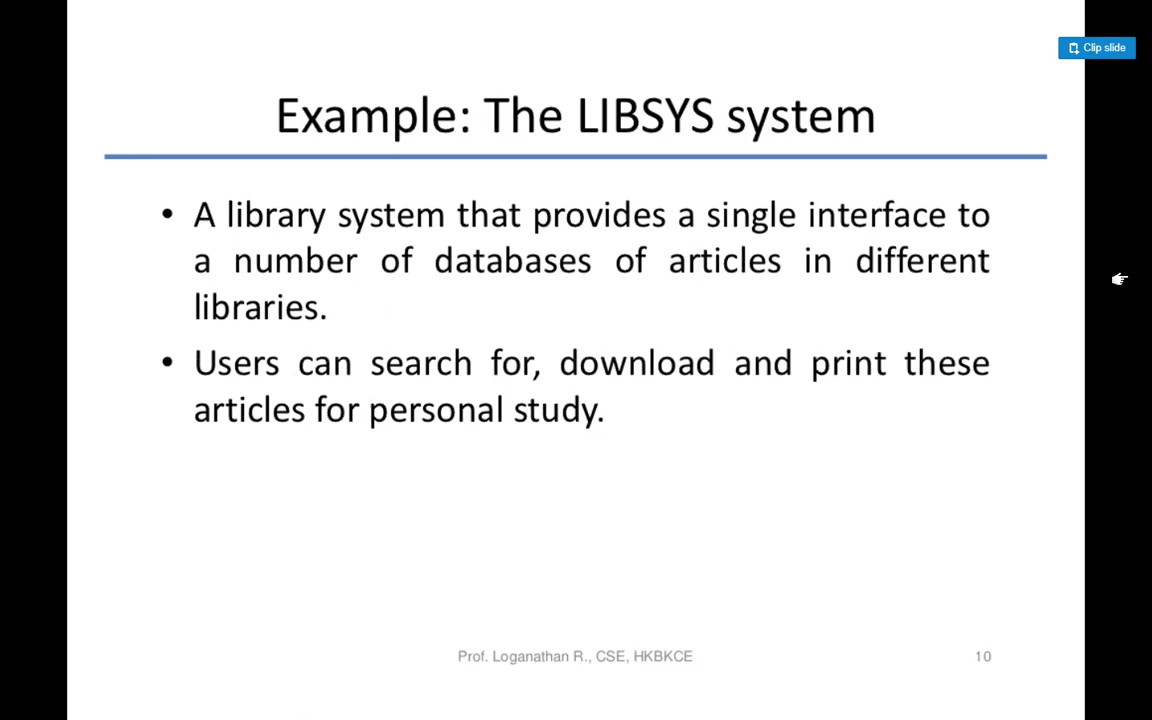 Clip slide
Example: The LIBSYS system
• A library system that provides a single interface to
a number of databases of articles in different
libraries.
• Users can search for, download and print these
articles for personal study.
Prof. Loganathan R., CSE, HKBKCE
10